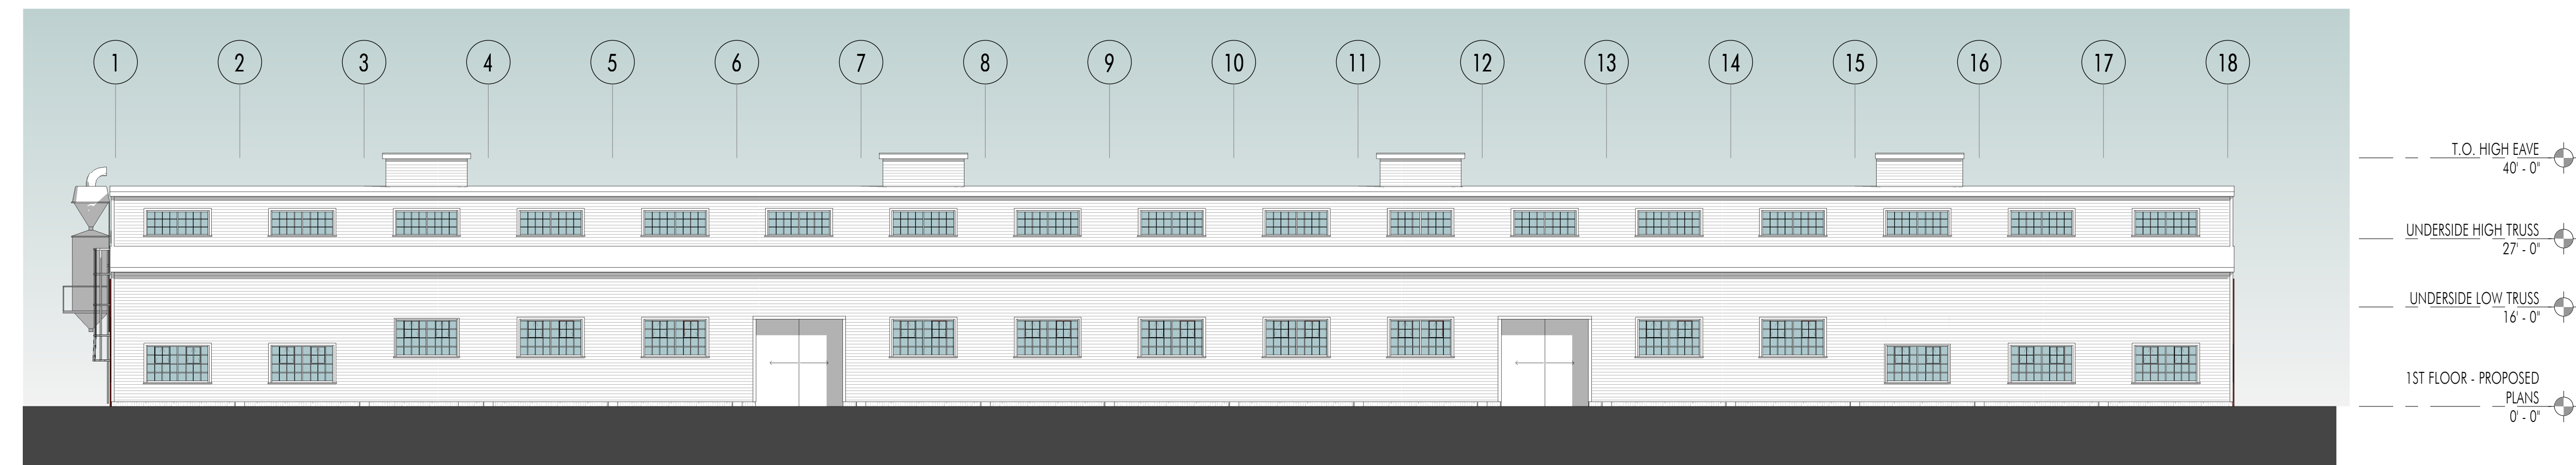 1 2 3 4 5 6 7 8 9 10 11 12 13 14 15 16 17 18
T.O. HIGH EAVE
40' - 0"
UNDERSIDE HIGH TRUSS
27' - 0"
UNDERSIDE LOW TRUSS
16' - 0"
1ST FLOOR - PROPOSED
PLANS
0' - 0"